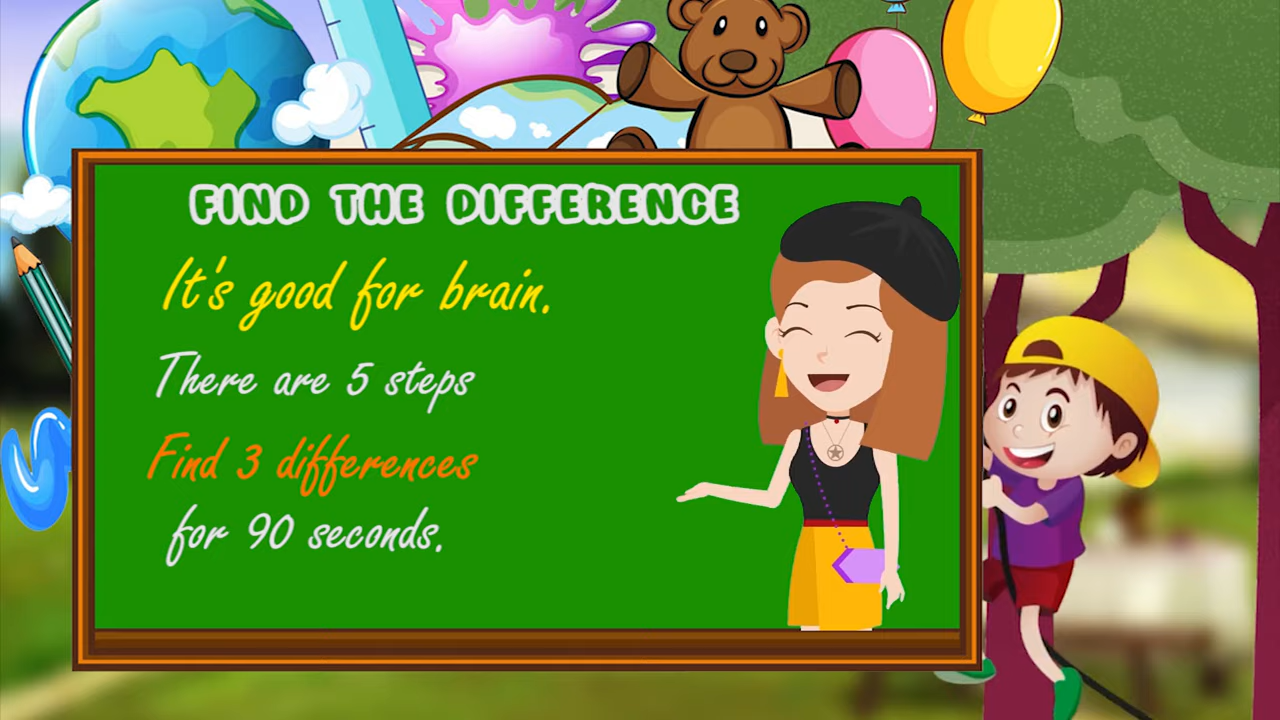 FIND THE DIFFERENCE
It's good for brain.
There are 5 steps
Find 3 differences
for 90 seconds.